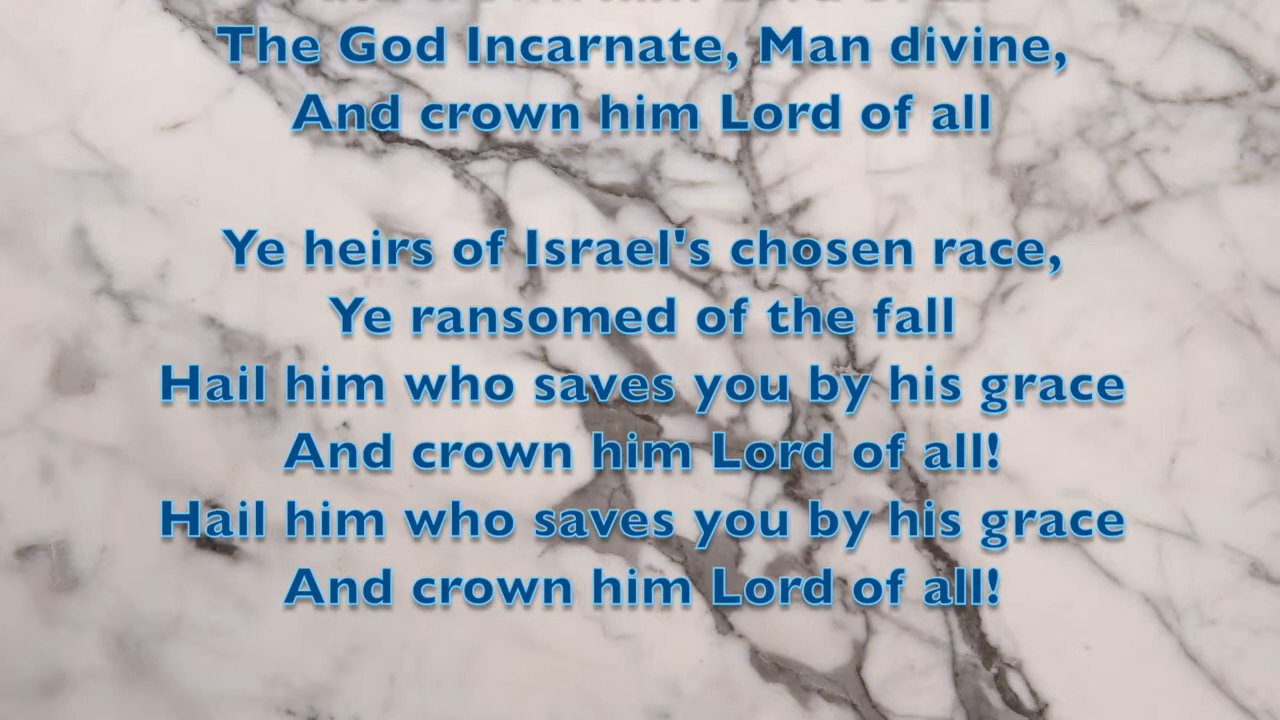 The God Incarnate, Man divine,
And crown him Lord of all
Ye heirs of Israel's chosen race,
Ye ransomed of the fall
Hail him who saves you by his grace
And crown him Lord of all!
Hail him who saves you by his grace
And crown him Lord of all!